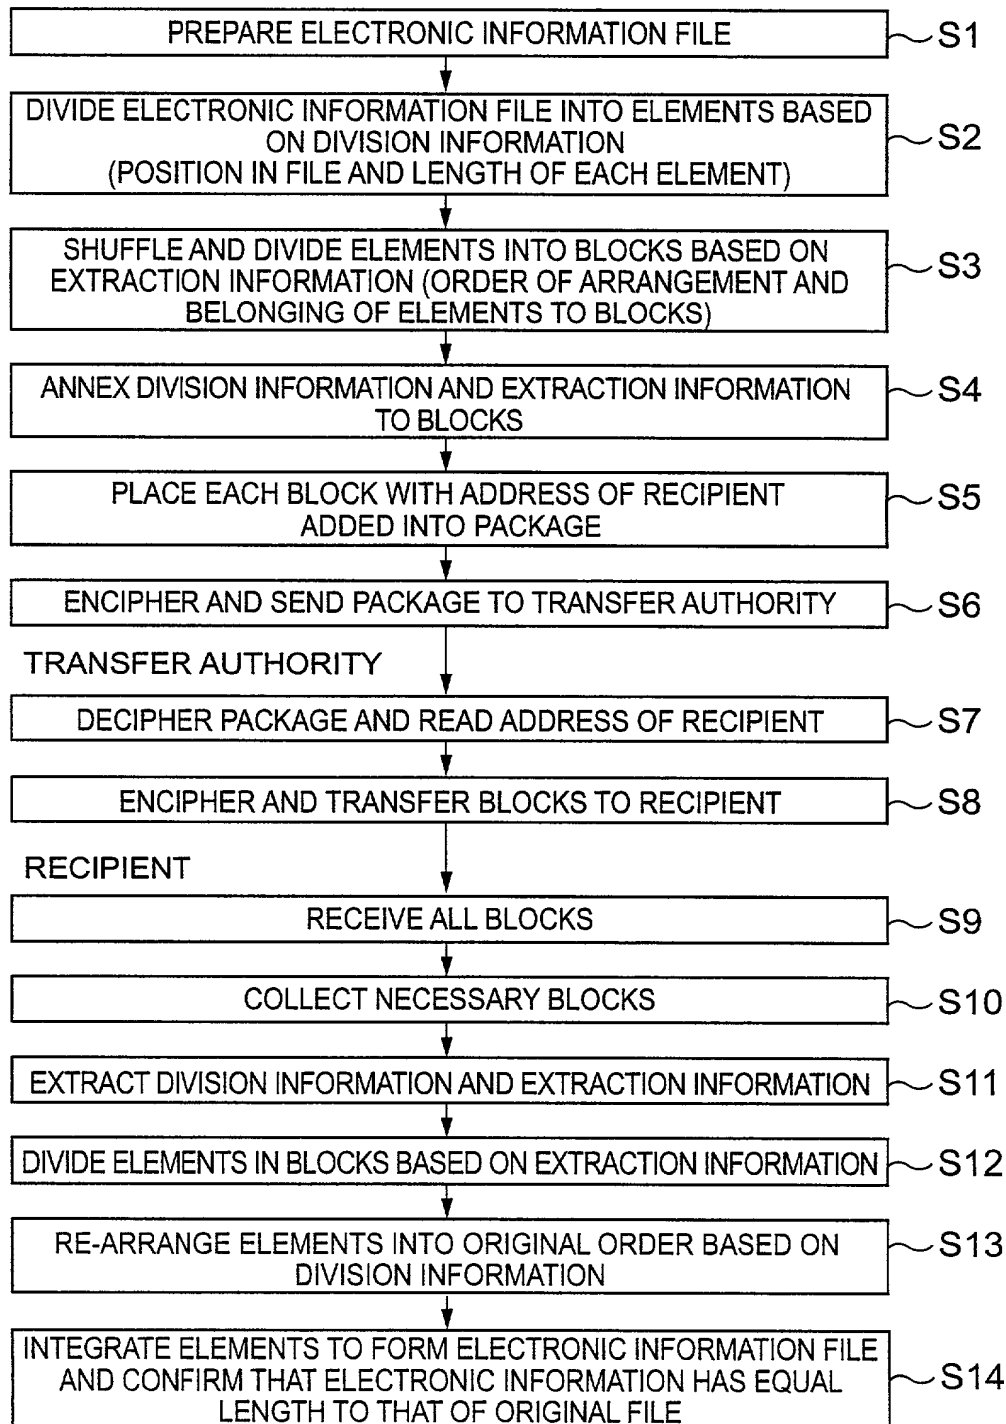 PREPARE ELECTRONIC INFORMATION FILE
S1
DIVIDE ELECTRONIC INFORMATION FILE INTO ELEMENTS BASED
ON DIVISION INFORMATION
(POSITION IN FILE AND LENGTH OF EACH ELEMENT)
S2
SHUFFLE AND DIVIDE ELEMENTS INTO BLOCKS BASED ON
EXTRACTION INFORMATION (ORDER OF ARRANGEMENT AND
BELONGING OF ELEMENTS TO BLOCKS)
S3
ANNEX DIVISION INFORMATION AND EXTRACTION INFORMATION
TO BLOCKS
S4
PLACE EACH BLOCK WITH ADDRESS OF RECIPIENT
ADDED INTO PACKAGE
S5
ENCIPHER AND SEND PACKAGE TO TRANSFER AUTHORITY
S6
TRANSFER AUTHORITY
DECIPHER PACKAGE AND READ ADDRESS OF RECIPIENT
S7
ENCIPHER AND TRANSFER BLOCKS TO RECIPIENT
S8
RECIPIENT
RECEIVE ALL BLOCKS
S9
COLLECT NECESSARY BLOCKS
S10
EXTRACT DIVISION INFORMATION AND EXTRACTION INFORMATION
S11
DIVIDE ELEMENTS IN BLOCKS BASED ON EXTRACTION INFORMATION
S12
RE-ARRANGE ELEMENTS INTO ORIGINAL ORDER BASED ON
DIVISION INFORMATION
S13
INTEGRATE ELEMENTS TO FORM ELECTRONIC INFORMATION FILE
AND CONFIRM THAT ELECTRONIC INFORMATION HAS EQUAL
LENGTH TO THAT OF ORIGINAL FILE
S14